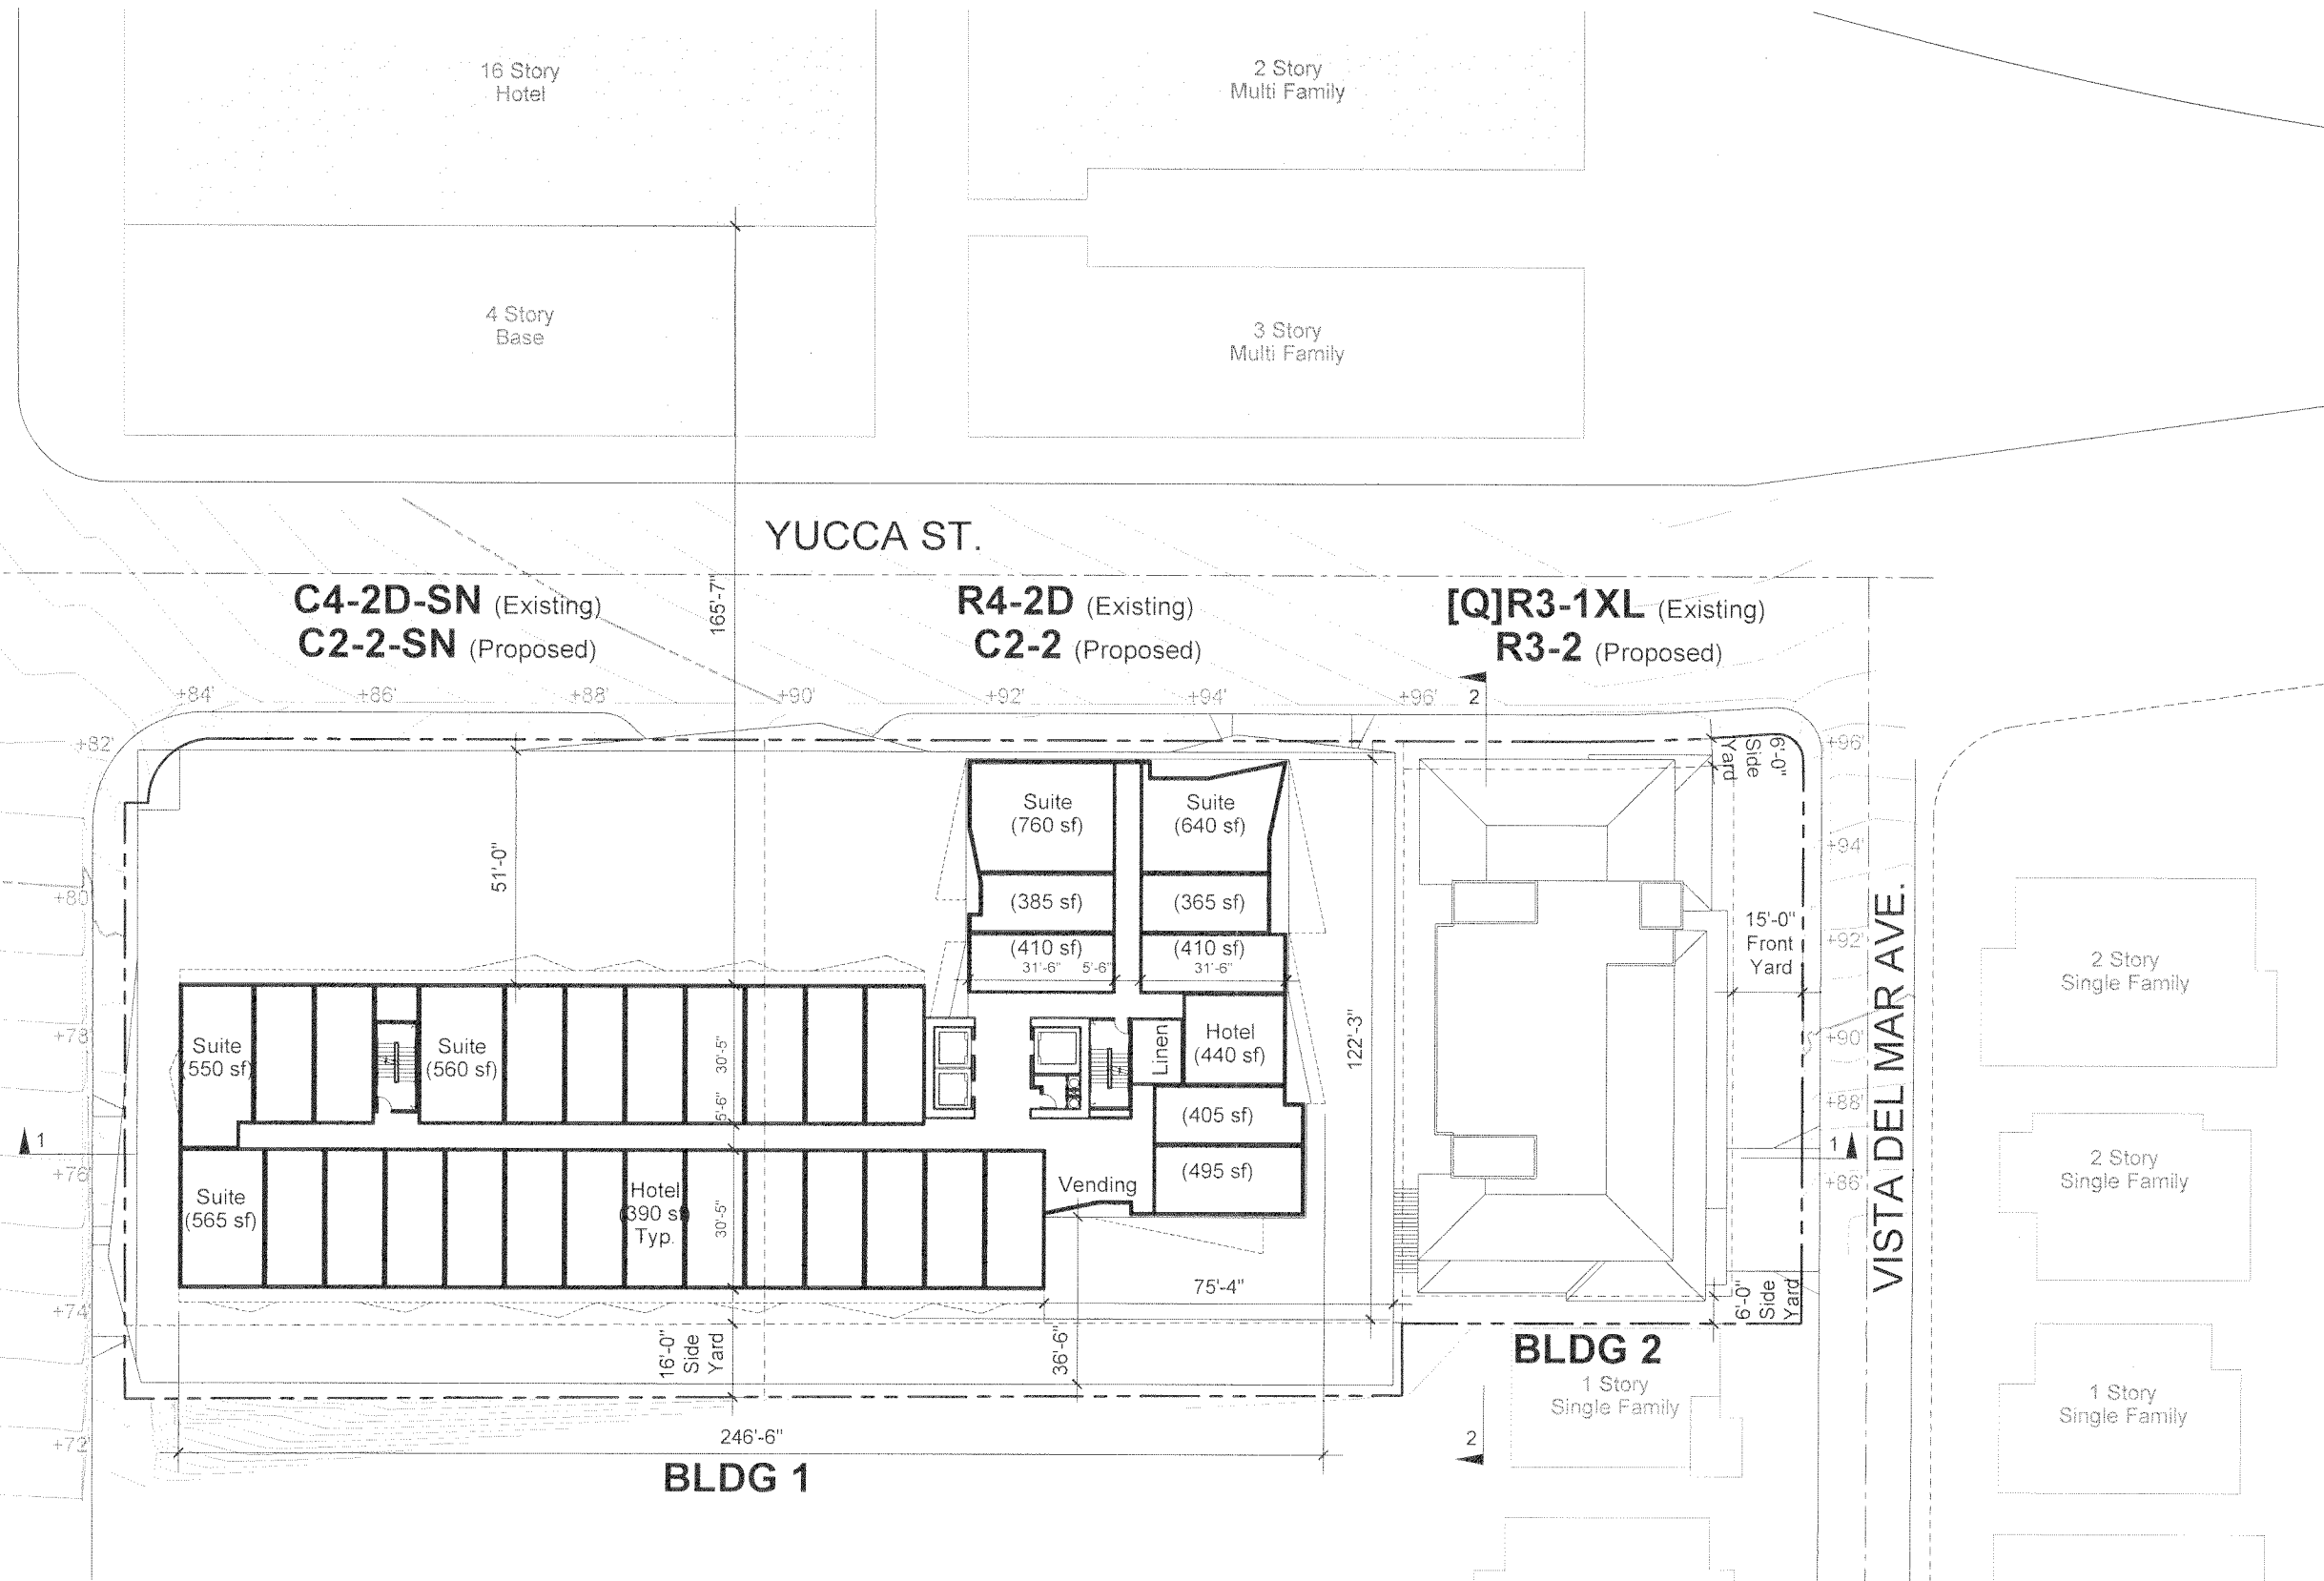 16 Story
Hotel
2 Story
Multi Family
4 Story
Base
3 Story
Multi Family
YUCCA ST.
165'-7"
C4-2D-SN (Existing)
C2-2-SN (Proposed)
R4-2D (Existing)
C2-2 (Proposed)
[Q]R3-1XL (Existing)
R3-2 (Proposed)
+84'
+86'
+88'
+90'
+92'
+94'
+96'
2
+82'
+80'
+78'
+76'
+74'
+72'
1
51'-0"
Suite
(760 sf)
Suite
(640 sf)
(385 sf)
(365 sf)
(410 sf)
(410 sf)
31'-6"
5'-6"
31'-6"
Suite
(550 sf)
Suite
(560 sf)
30'-5"
5'-6"
30'-5"
Linen
Hotel
(440 sf)
(405 sf)
(495 sf)
Vending
Suite
(565 sf)
Hotel
(390 sf)
Typ.
122'-3"
75'-4"
16'-0"
Side
Yard
36'-6"
246'-6"
BLDG 1
6'-0"
Side
Yard
15'-0"
Front
Yard
6'-0"
Side
Yard
BLDG 2
1 Story
Single Family
2
+96'
+94'
+92'
+90'
+88'
+86'
1
VISTA DEL MAR AVE.
2 Story
Single Family
2 Story
Single Family
1 Story
Single Family